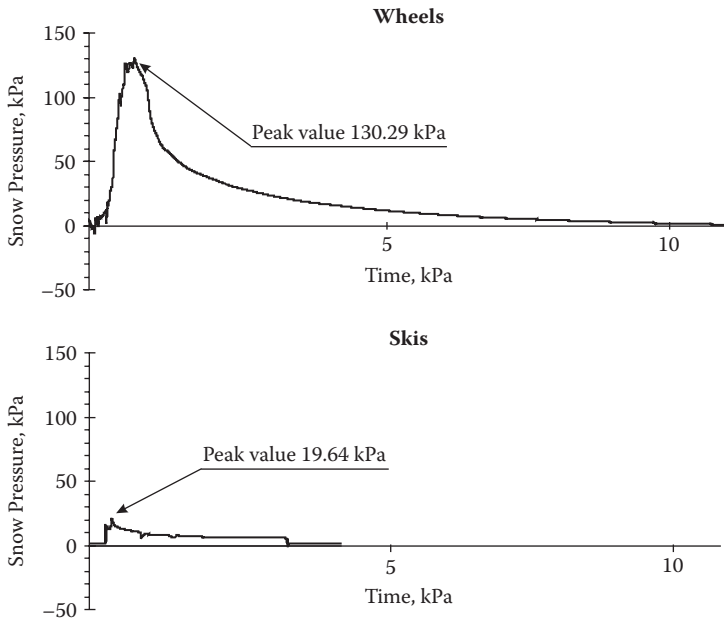 Wheels
150
100
50
0
−50
Snow Pressure, kPa
Peak value 130.29 kPa
5
10
Time, kPa
Skis
150
100
50
0
−50
Snow Pressure, kPa
Peak value 19.64 kPa
5
10
Time, kPa